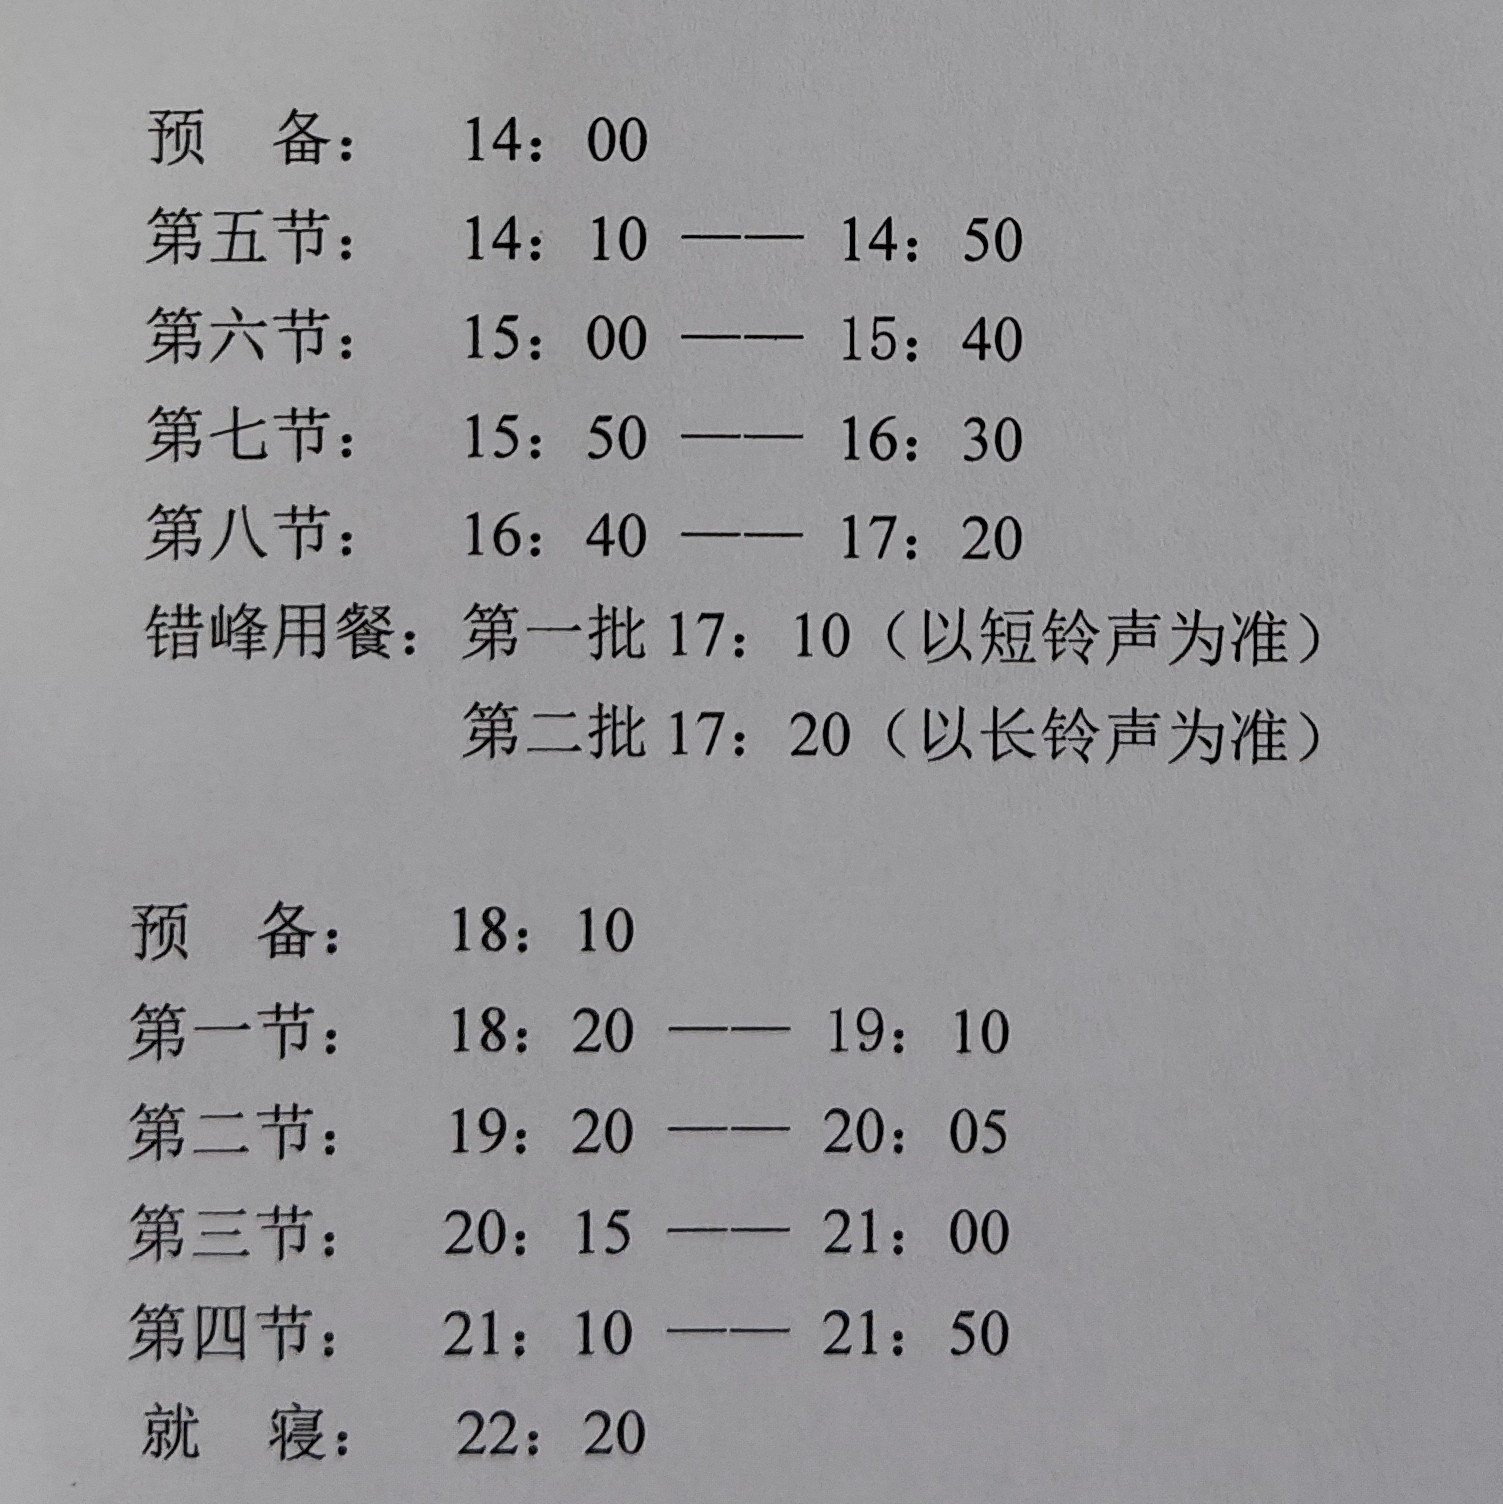 预　备： 14：00
第五节： 14：10 —— 14：50
第六节： 15：00 —— 15：40
第七节： 15：50 —— 16：30
第八节： 16：40 —— 17：20
错峰用餐：第一批 17：10（以短铃声为准）
第二批 17：20（以长铃声为准）
预　备： 18：10
第一节： 18：20 —— 19：10
第二节： 19：20 —— 20：05
第三节： 20：15 —— 21：00
第四节： 21：10 —— 21：50
就　寝： 22：20